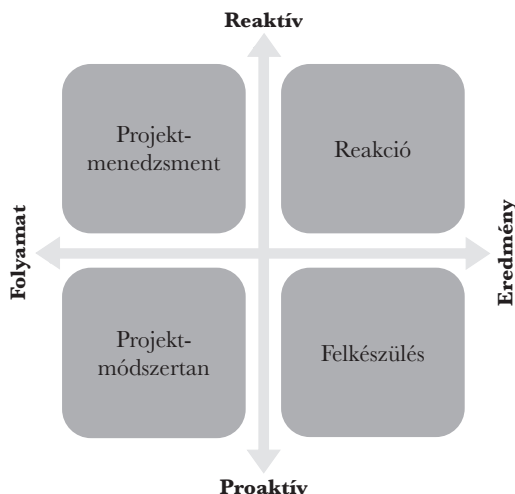 Reaktív
Projekt-
menedzsment
Reakció
Folyamat
Eredmény
Projekt-
módszertan
Felkészülés
Proaktív